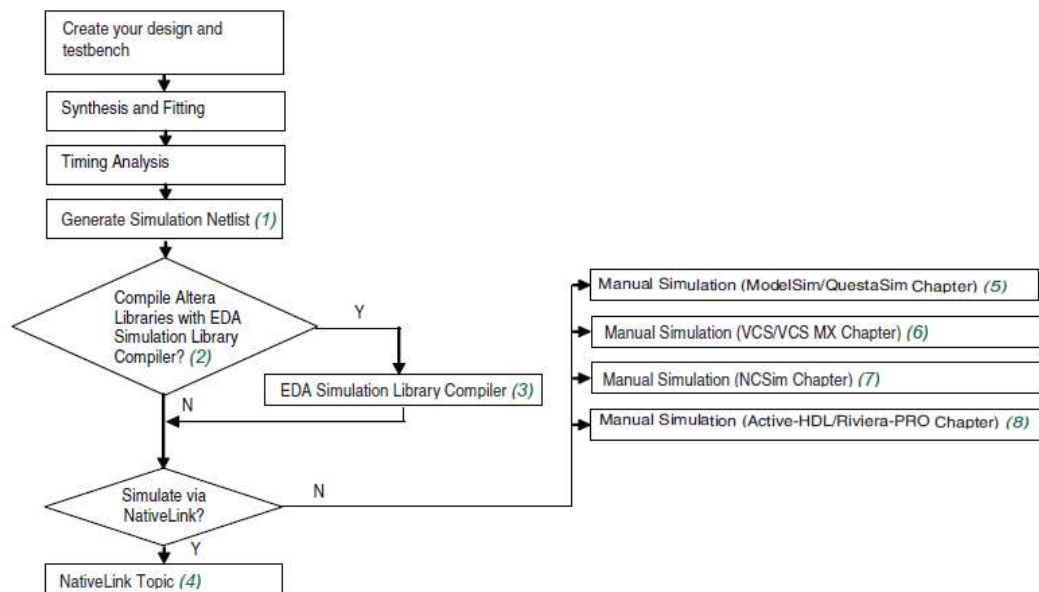 Create your design and
testbench
Synthesis and Fitting
Timing Analysis
Generate Simulation Netlist (1)
Compile Altera
Libraries with EDA
Simulation Library
Compiler? (2)
Y
EDA Simulation Library Compiler (3)
N
Simulate via
NativeLink?
N
Y
NativeLink Topic (4)
Manual Simulation (ModelSim/QuestaSim Chapter) (5)
Manual Simulation (VCS/VCS MX Chapter) (6)
Manual Simulation (NCSim Chapter) (7)
Manual Simulation (Active-HDL/Riviera-PRO Chapter) (8)